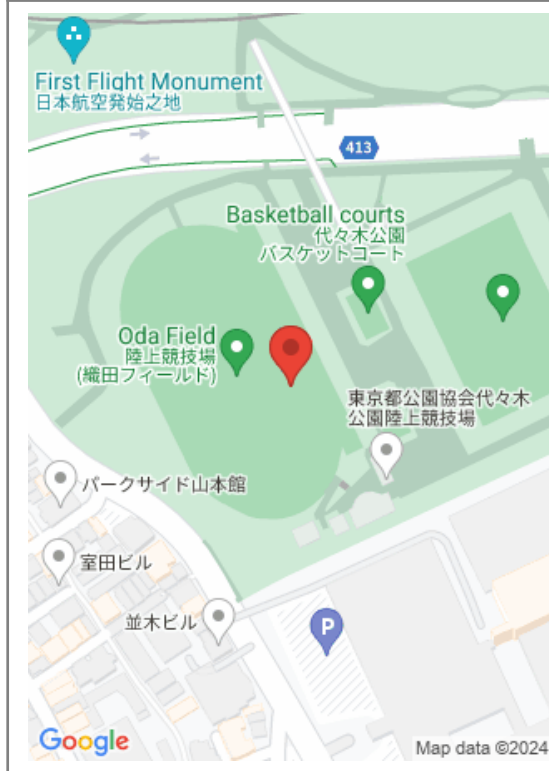 First Flight Monument
日本航空発始之地
413
Basketball courts
代々木公園
バスケットコート
Oda Field
陸上競技場
(織田フィールド)
東京都公園協会代々木
公園陸上競技場
パークサイド山本館
室田ビル
並木ビル
P
Google
Map data ©2024